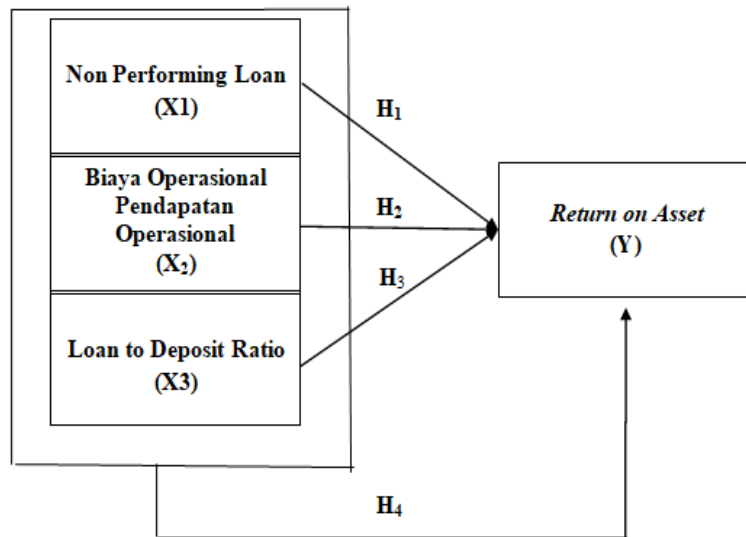 Non Performing Loan
(X1)
H₁
Biaya Operasional
Pendapatan
Operasional
(X₂)
H₂
Return on Asset
(Y)
H₃
Loan to Deposit Ratio
(X3)
H₄